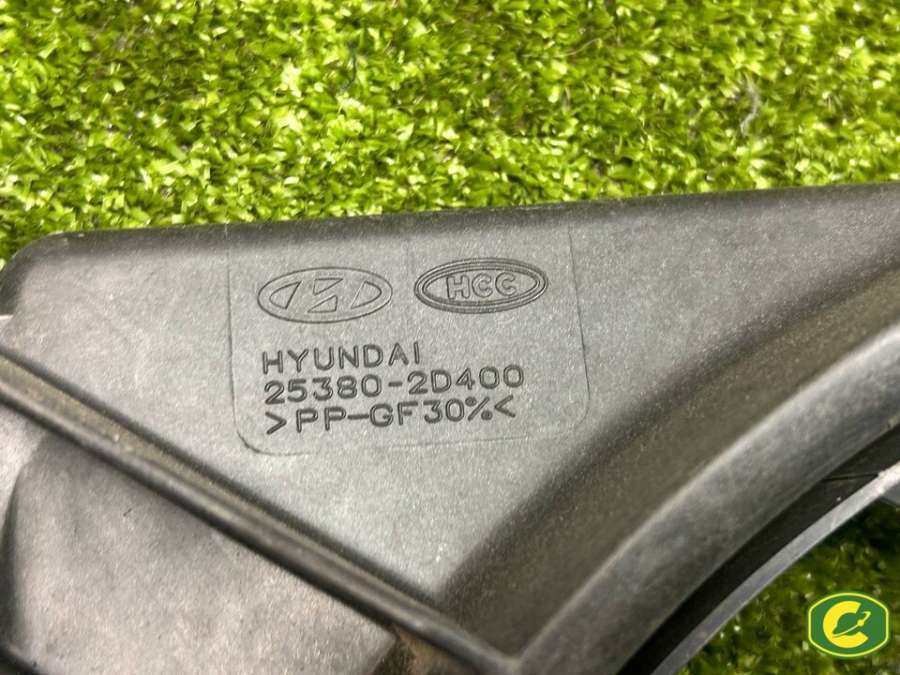 HCC
HYUNDAI
25380-2D400
>PP-GF30%<